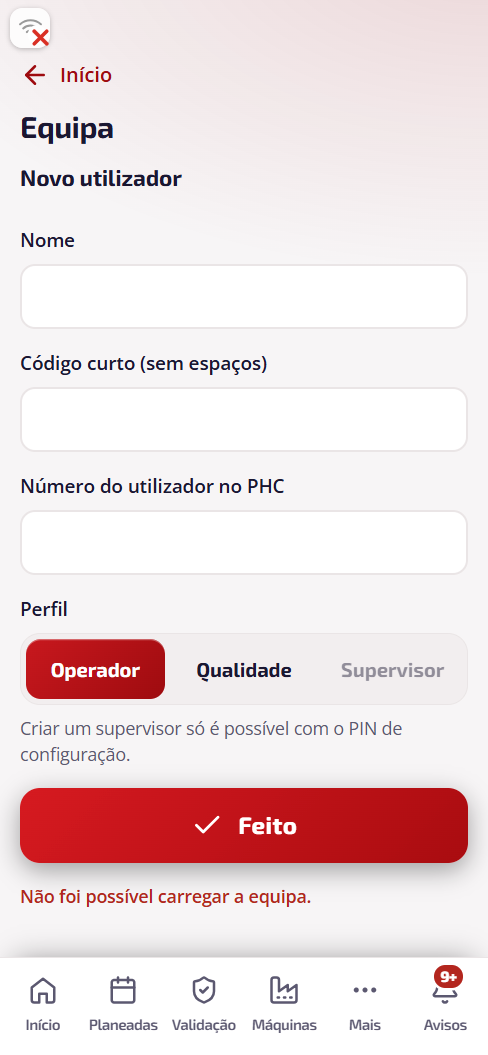 Início
Equipa
Novo utilizador
Nome
Código curto (sem espaços)
Número do utilizador no PHC
Perfil
Operador
Qualidade
Supervisor
Criar um supervisor só é possível com o PIN de
configuração.
Feito
Não foi possível carregar a equipa.
9+
Início
Planeadas
Validação
Máquinas
Mais
Avisos